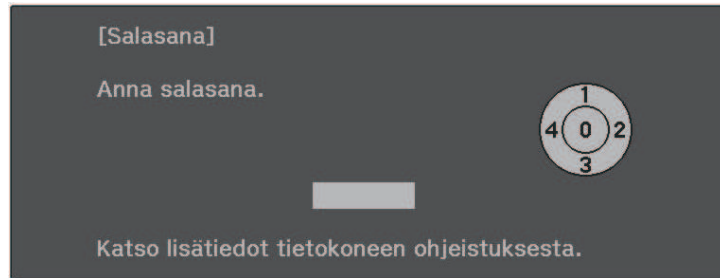 [Salasana]
Anna salasana.
1
4 0 2
3
Katso lisätiedot tietokoneen ohjeistuksesta.